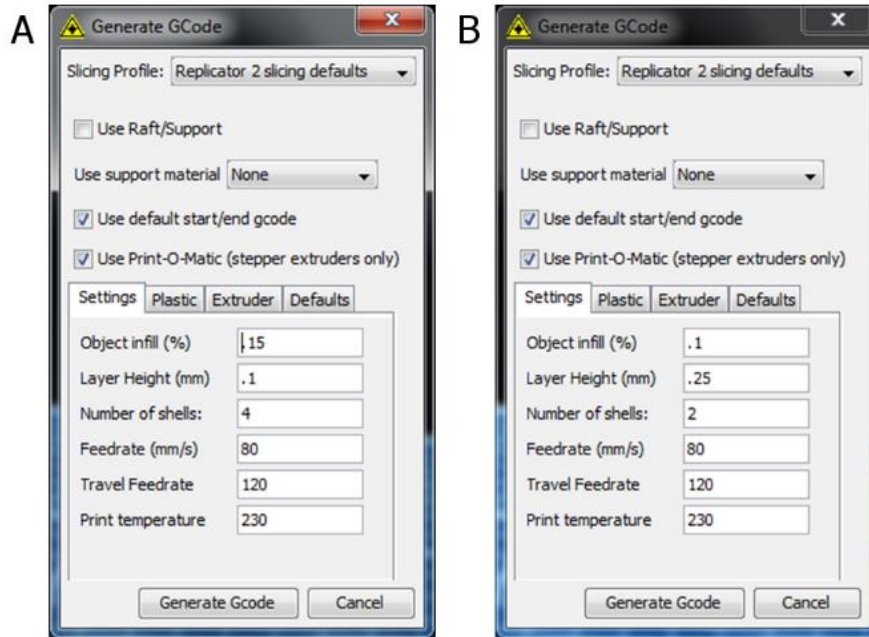 A
Generate GCode
X
Slicing Profile: Replicator 2 slicing defaults
Use Raft/Support
Use support material None
Use default start/end gcode
Use Print-O-Matic (stepper extruders only)
Settings Plastic Extruder Defaults
Object infill (%) .15
Layer Height (mm) .1
Number of shells: 4
Feedrate (mm/s) 80
Travel Feedrate 120
Print temperature 230
Generate Gcode Cancel
B
Generate GCode
X
Slicing Profile: Replicator 2 slicing defaults
Use Raft/Support
Use support material None
Use default start/end gcode
Use Print-O-Matic (stepper extruders only)
Settings Plastic Extruder Defaults
Object infill (%) .1
Layer Height (mm) .25
Number of shells: 2
Feedrate (mm/s) 80
Travel Feedrate 120
Print temperature 230
Generate Gcode Cancel